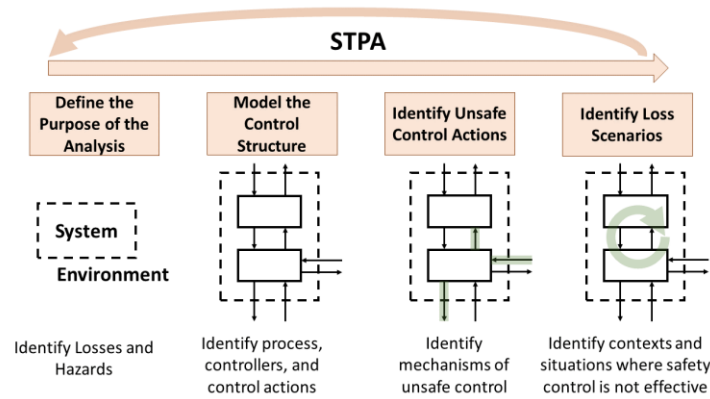 STPA
Define the
Purpose of the
Analysis
Model the
Control
Structure
Identify Unsafe
Control Actions
Identify Loss
Scenarios
System
Environment
Identify Losses and
Hazards
Identify process,
controllers, and
control actions
Identify
mechanisms of
unsafe control
Identify contexts and
situations where safety
control is not effective